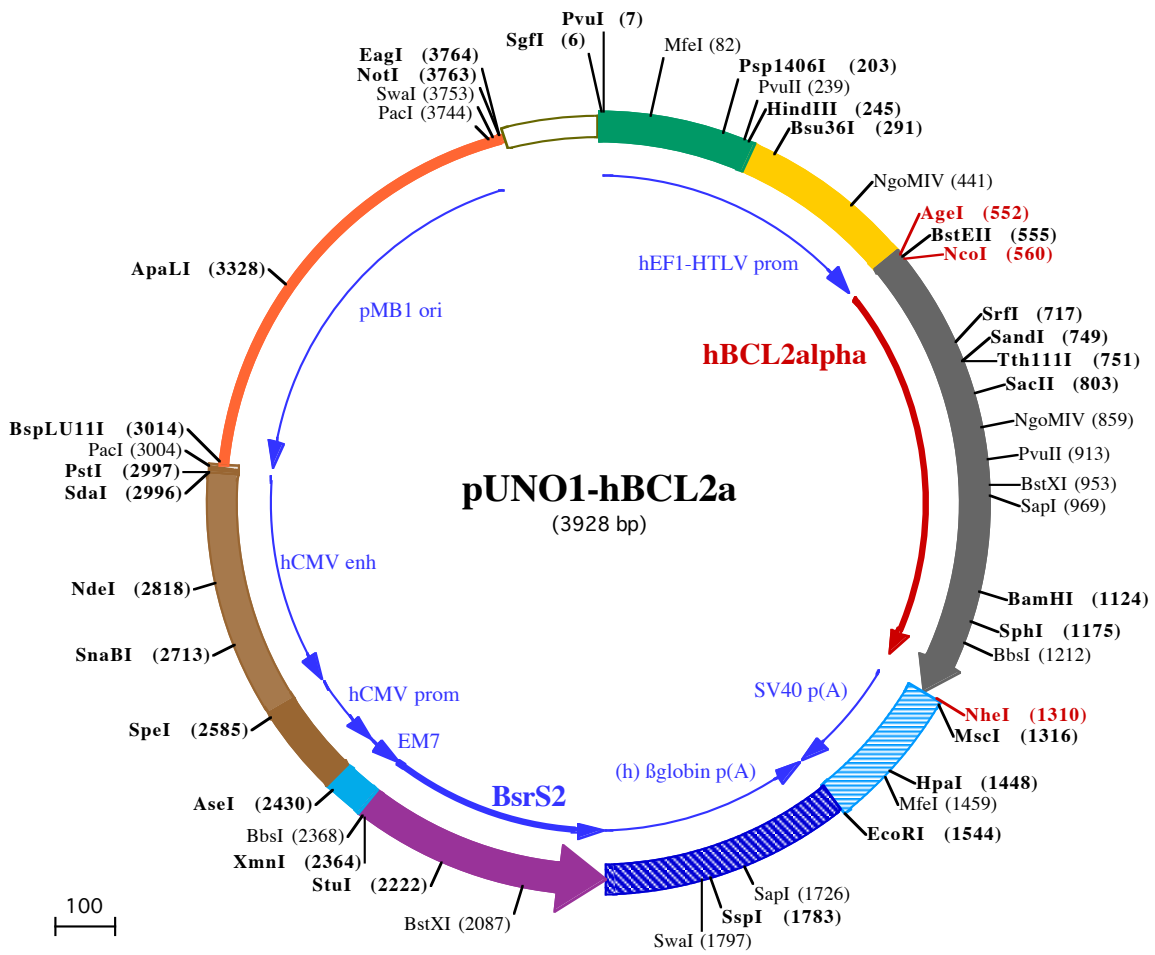 PvuI (7)
SgfI (6)
MfeI (82)
Psp1406I (203)
PvuII (239)
HindIII (245)
Bsu36I (291)
NgoMIV (441)
AgeI (552)
BstEII (555)
NcoI (560)
SrfI (717)
SandI (749)
Tth111I (751)
SacII (803)
NgoMIV (859)
PvuII (913)
BstXI (953)
SapI (969)
BamHI (1124)
SphI (1175)
BbsI (1212)
NheI (1310)
MscI (1316)
HpaI (1448)
MfeI (1459)
EcoRI (1544)
SapI (1726)
SspI (1783)
SwaI (1797)
BstXI (2087)
StuI (2222)
XmnI (2364)
BbsI (2368)
AseI (2430)
SpeI (2585)
SnaBI (2713)
NdeI (2818)
SdaI (2996)
PstI (2997)
PacI (3004)
BspLU11I (3014)
ApaLI (3328)
PacI (3744)
SwaI (3753)
NotI (3763)
EagI (3764)
hEF1-HTLV prom
hBCL2alpha
SV40 p(A)
(h) ßglobin p(A)
BsrS2
EM7
hCMV prom
hCMV enh
pMB1 ori
pUNO1-hBCL2a
(3928 bp)
100